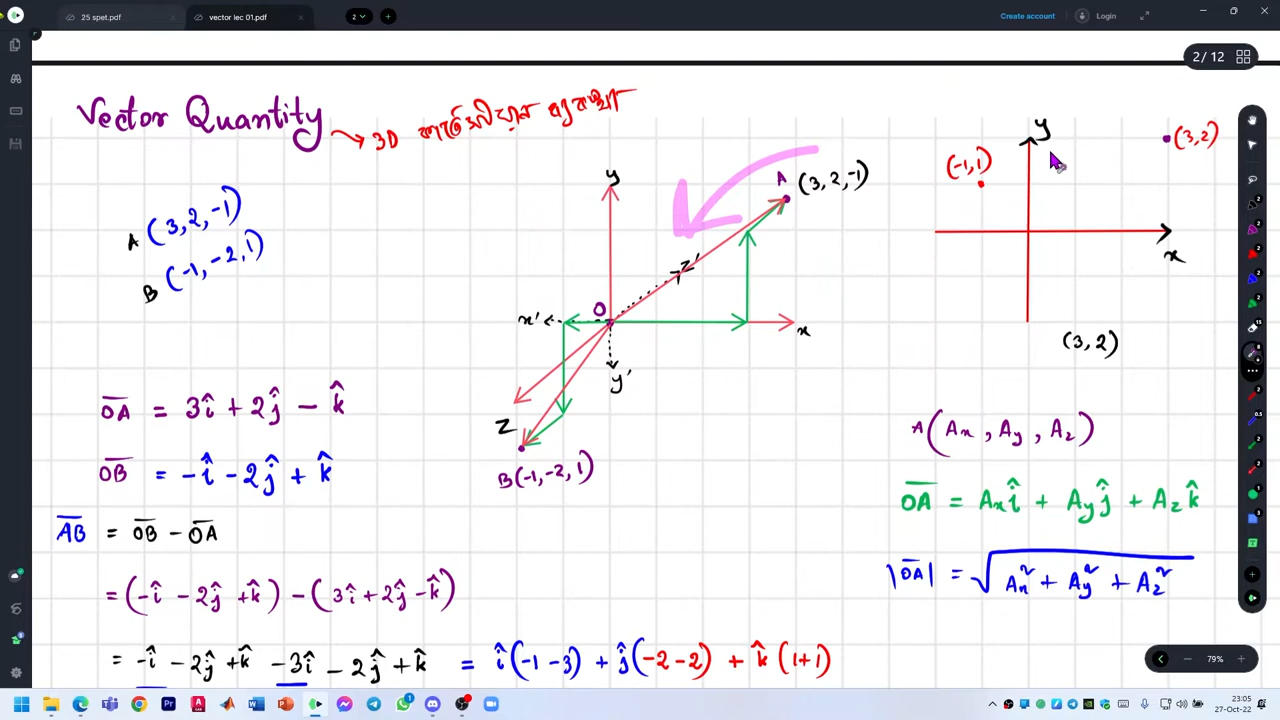 25 spet.pdf
vector lec 01.pdf
2
Create account
Login
2/12
Vector Quantity
→ 3D কার্তেসীয়ান ব্যবস্থা
A (3, 2, -1)
B (-1, -2, 1)
y
A (3, 2, -1)
z'
O
x'
x
y'
Z
B(-1, -2, 1)
y
(3, 2)
(-1, 1)
x
(3, 2)
OA̅ = 3î + 2ĵ - k̂
OB̅ = -î - 2ĵ + k̂
AB̅ = OB̅ - OA̅
= (-î - 2ĵ + k̂) - (3î + 2ĵ - k̂)
= -î - 2ĵ + k̂ - 3î - 2ĵ + k̂ = î(-1 - 3) + ĵ(-2 - 2) + k̂(1+1)
A(Ax, Ay, Az)
OA̅ = Axî + Ayĵ + Azk̂
|OA̅| = √(Ax² + Ay² + Az²)
79%
23:05
27-Oct-22